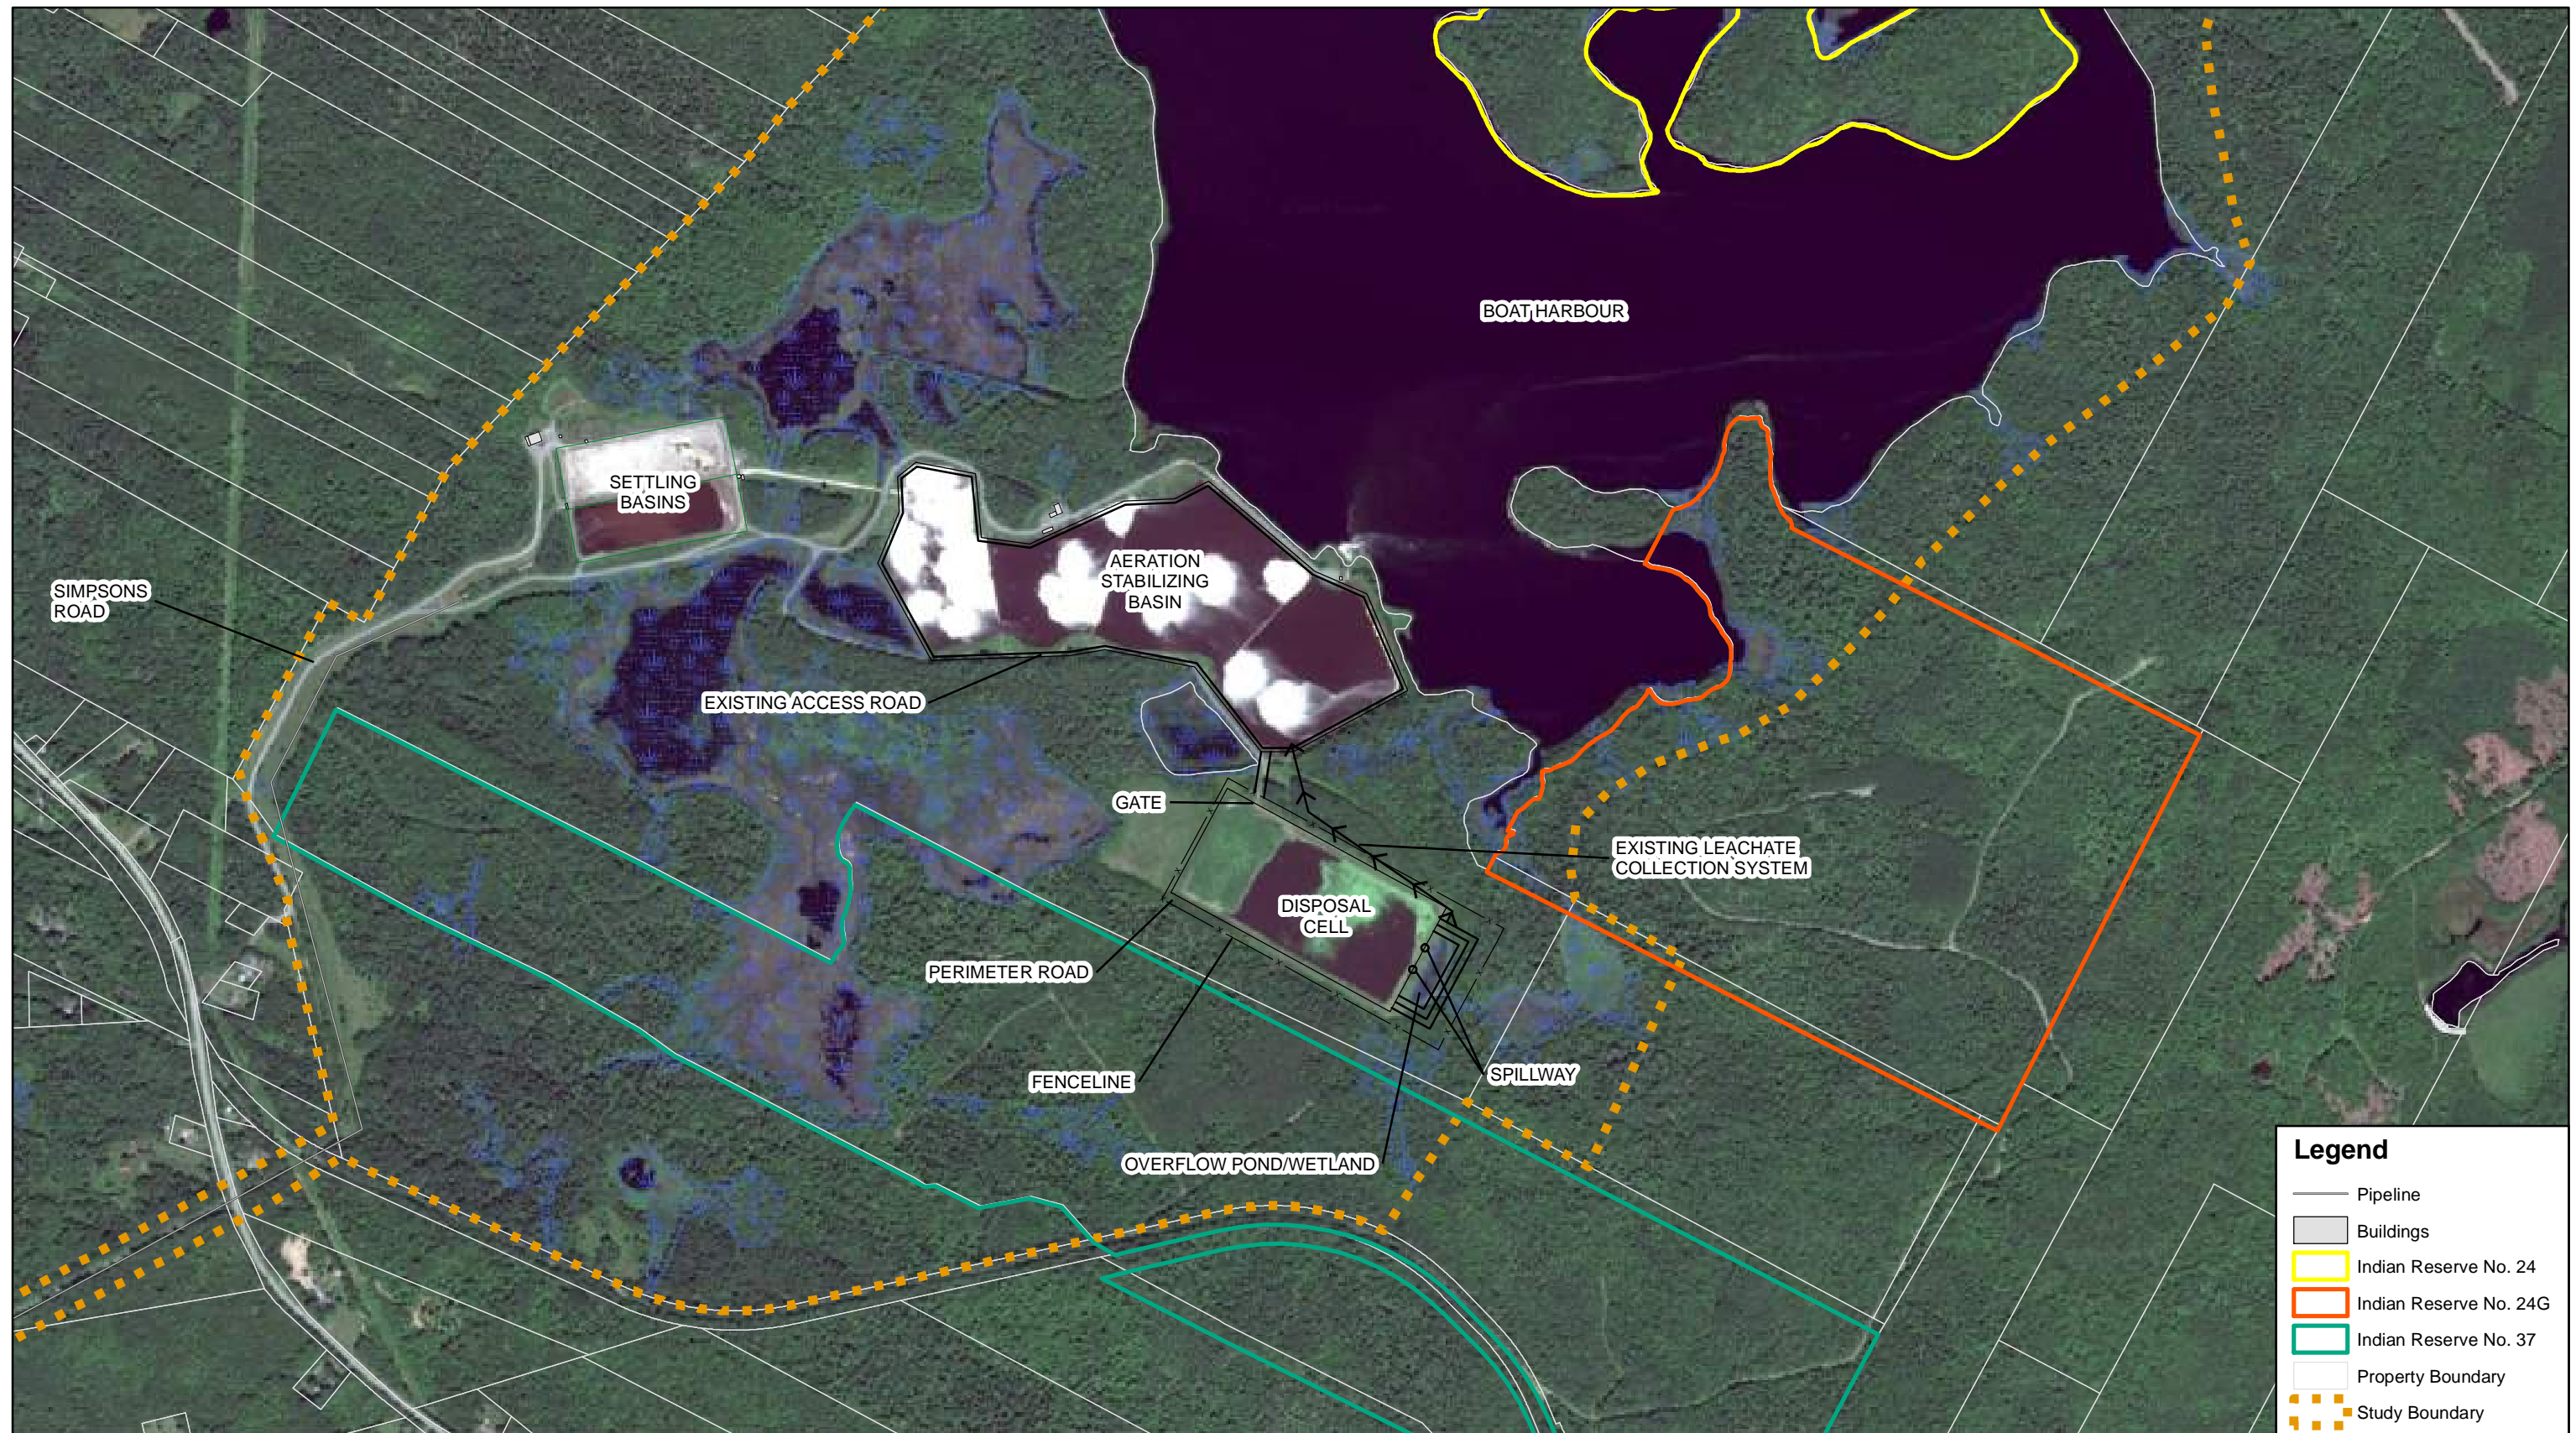 BOAT HARBOUR
SETTLING
BASINS
AERATION
STABILIZING
BASIN
SIMPSONS
ROAD
EXISTING ACCESS ROAD
GATE
EXISTING LEACHATE
COLLECTION SYSTEM
DISPOSAL
CELL
PERIMETER ROAD
FENCELINE
SPILLWAY
OVERFLOW POND/WETLAND
Legend
Pipeline
Buildings
Indian Reserve No. 24
Indian Reserve No. 24G
Indian Reserve No. 37
Property Boundary
Study Boundary